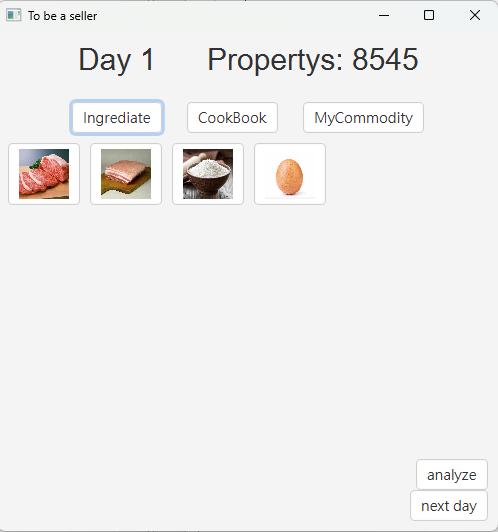 To be a seller
Day 1 Propertys: 8545
Ingrediate CookBook MyCommodity
analyze
next day